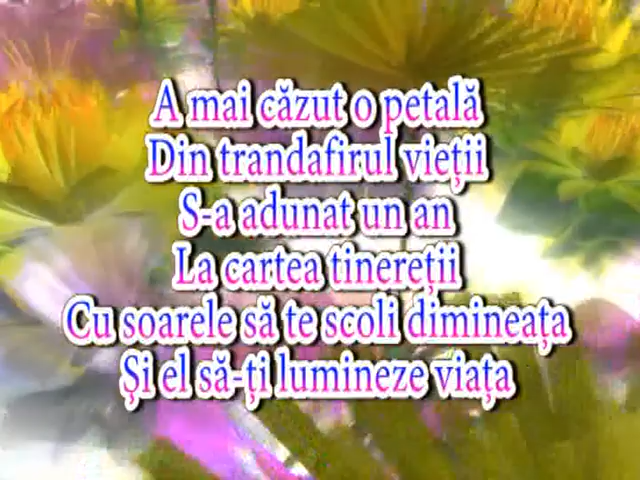 A mai căzut o petală
Din trandafirul vieții
S-a adunat un an
La cartea tinereții
Cu soarele să te scoli dimineața
Și el să-ți lumineze viața